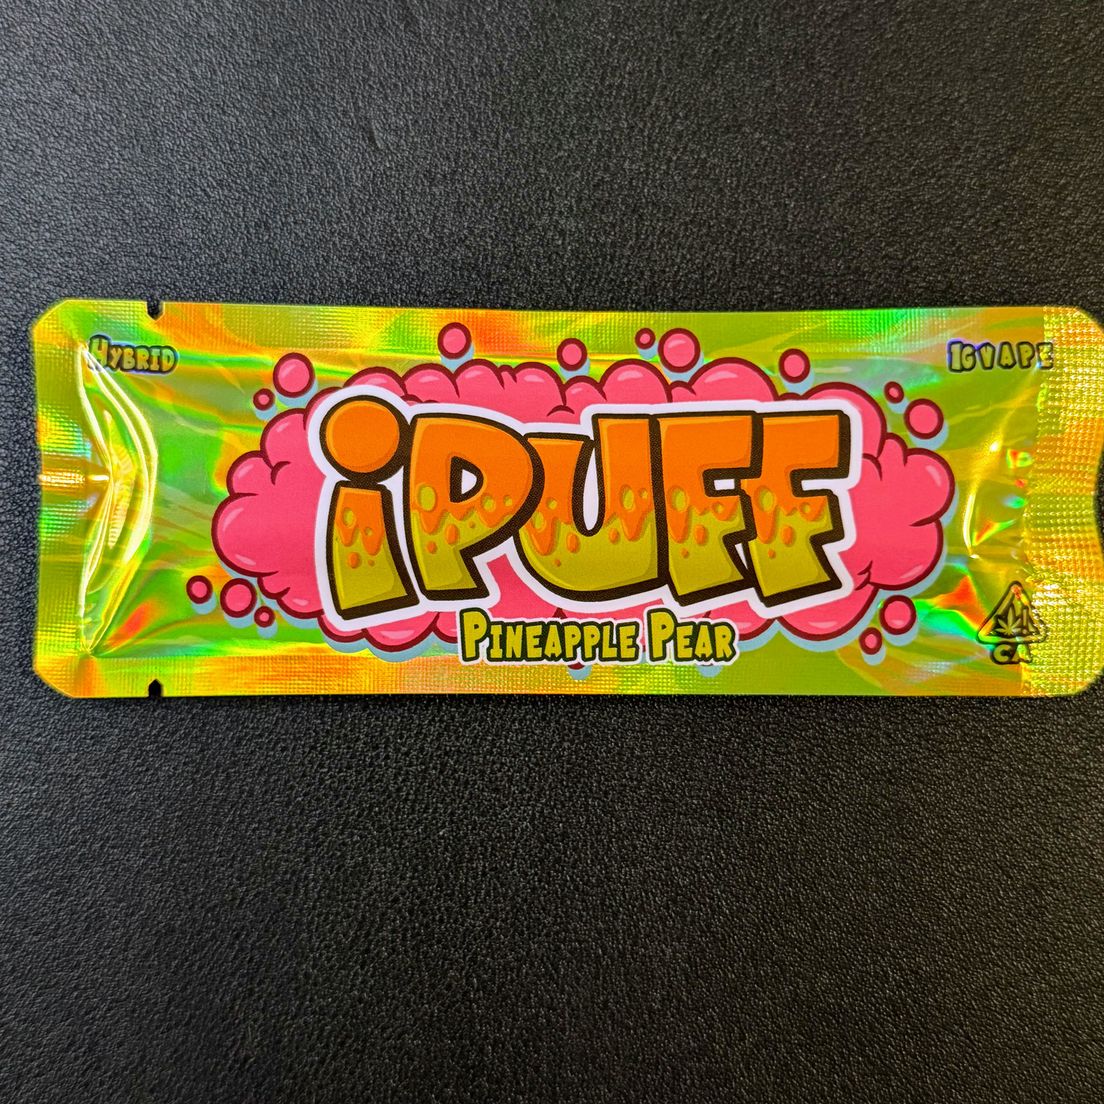 HYBRID
1G VAPE
iPUFF
PINEAPPLE PEAR
CA